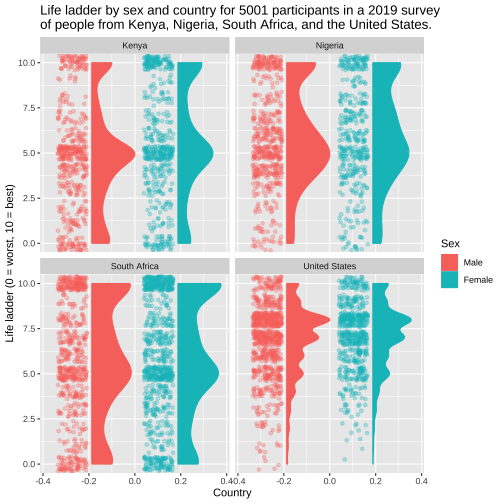 Life ladder by sex and country for 5001 participants in a 2019 survey
of people from Kenya, Nigeria, South Africa, and the United States.
Kenya
Nigeria
10.0
7.5
5.0
2.5
0.0
South Africa
United States
10.0
7.5
5.0
2.5
0.0
-0.4
-0.2
0.0
0.2
0.4
-0.4
-0.2
0.0
0.2
0.4
Country
Life ladder (0 = worst, 10 = best)
Sex
Male
Female